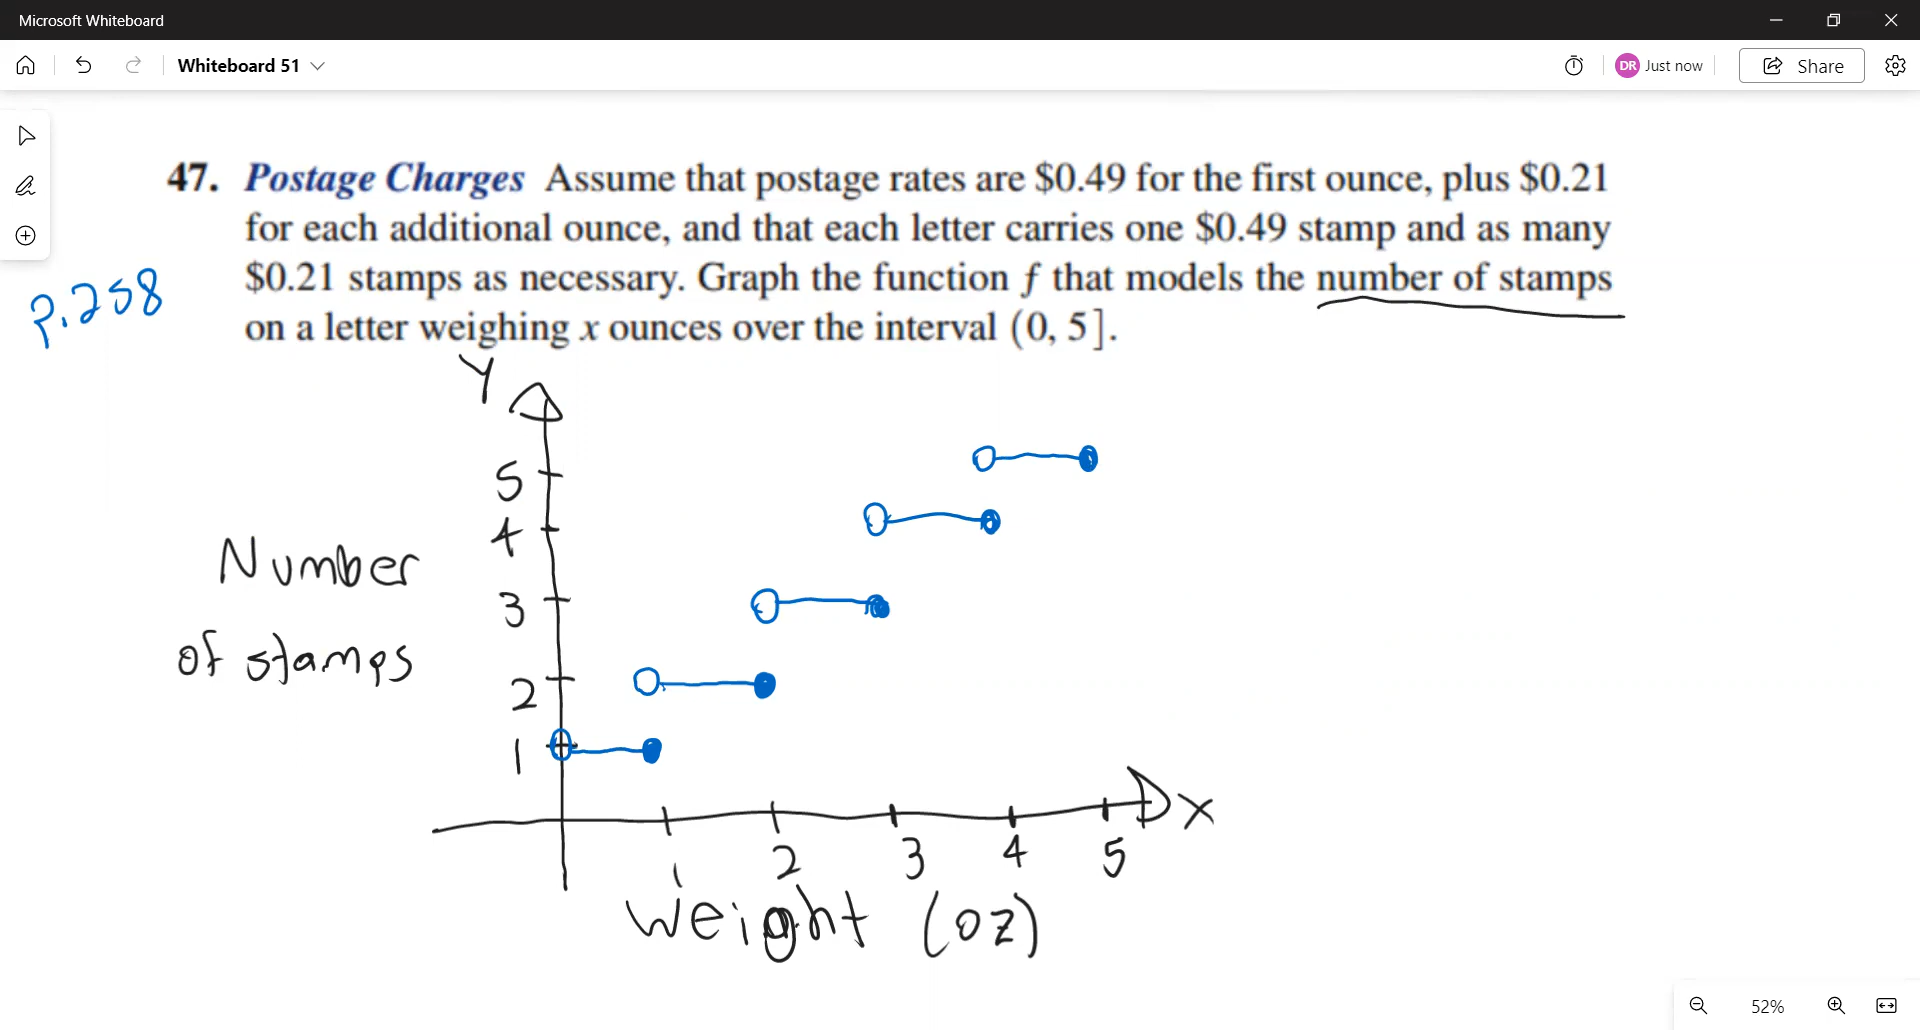 Microsoft Whiteboard
Whiteboard 51
DR Just now
Share
47. Postage Charges Assume that postage rates are $0.49 for the first ounce, plus $0.21
for each additional ounce, and that each letter carries one $0.49 stamp and as many
$0.21 stamps as necessary. Graph the function f that models the number of stamps
on a letter weighing x ounces over the interval (0, 5].
p.258
Y
5
4
3
2
1
Number
of stamps
x
1 2 3 4 5
Weight (oz)
52%